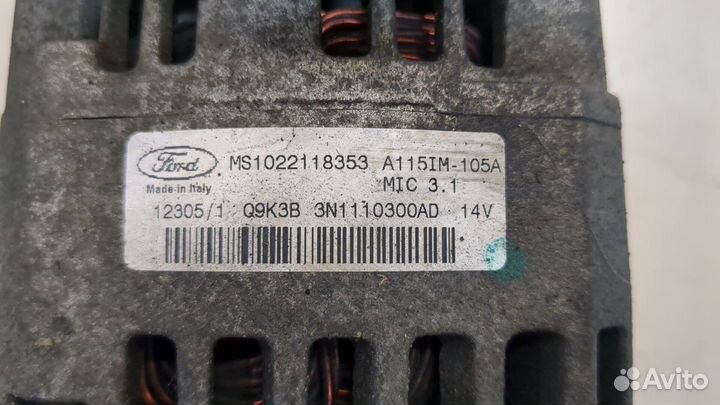 Ford MS1022118353 A115IM-105A
Made in Italy MIC 3.1
12305/1 Q9K3B 3N1110300AD 14V
Avito